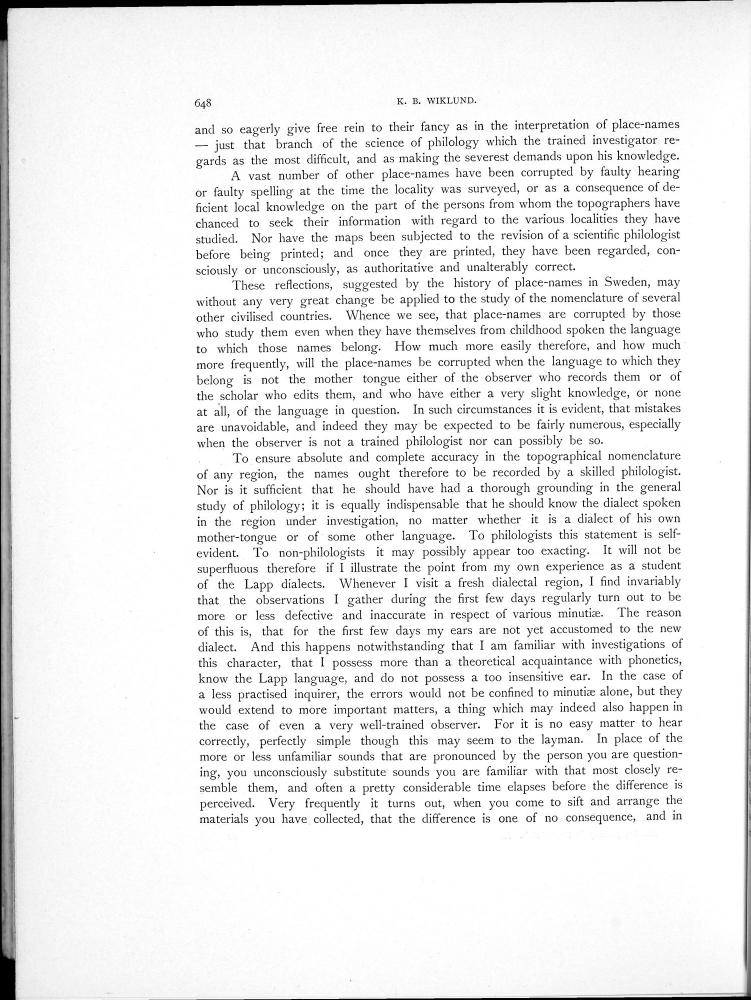 648
K. B. WIKLUND.
and so eagerly give free rein to their fancy as in the interpretation of place-names
— just that branch of the science of philology which the trained investigator re-
gards as the most difficult, and as making the severest demands upon his knowledge.
A vast number of other place-names have been corrupted by faulty hearing
or faulty spelling at the time the locality was surveyed, or as a consequence of de-
ficient local knowledge on the part of the persons from whom the topographers have
chanced to seek their information with regard to the various localities they have
studied. Nor have the maps been subjected to the revision of a scientific philologist
before being printed; and once they are printed, they have been regarded, con-
sciously or unconsciously, as authoritative and unalterably correct.
These reflections, suggested by the history of place-names in Sweden, may
without any very great change be applied to the study of the nomenclature of several
other civilised countries. Whence we see, that place-names are corrupted by those
who study them even when they have themselves from childhood spoken the language
to which those names belong. How much more easily therefore, and how much
more frequently, will the place-names be corrupted when the language to which they
belong is not the mother tongue either of the observer who records them or of
the scholar who edits them, and who have either a very slight knowledge, or none
at all, of the language in question. In such circumstances it is evident, that mistakes
are unavoidable, and indeed they may be expected to be fairly numerous, especially
when the observer is not a trained philologist nor can possibly be so.
To ensure absolute and complete accuracy in the topographical nomenclature
of any region, the names ought therefore to be recorded by a skilled philologist.
Nor is it sufficient that he should have had a thorough grounding in the general
study of philology; it is equally indispensable that he should know the dialect spoken
in the region under investigation, no matter whether it is a dialect of his own
mother-tongue or of some other language. To philologists this statement is self-
evident. To non-philologists it may possibly appear too exacting. It will not be
superfluous therefore if I illustrate the point from my own experience as a student
of the Lapp dialects. Whenever I visit a fresh dialectal region, I find invariably
that the observations I gather during the first few days regularly turn out to be
more or less defective and inaccurate in respect of various minutiæ. The reason
of this is, that for the first few days my ears are not yet accustomed to the new
dialect. And this happens notwithstanding that I am familiar with investigations of
this character, that I possess more than a theoretical acquaintance with phonetics,
know the Lapp language, and do not possess a too insensitive ear. In the case of
a less practised inquirer, the errors would not be confined to minutiæ alone, but they
would extend to more important matters, a thing which may indeed also happen in
the case of even a very well-trained observer. For it is no easy matter to hear
correctly, perfectly simple though this may seem to the layman. In place of the
more or less unfamiliar sounds that are pronounced by the person you are question-
ing, you unconsciously substitute sounds you are familiar with that most closely re-
semble them, and often a pretty considerable time elapses before the difference is
perceived. Very frequently it turns out, when you come to sift and arrange the
materials you have collected, that the difference is one of no consequence, and in